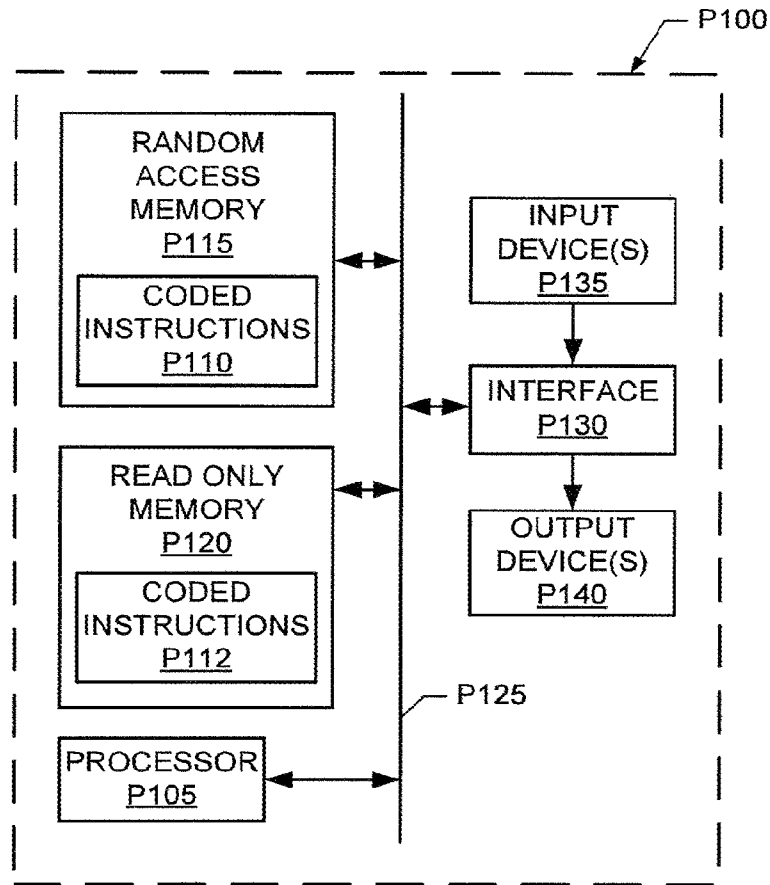 P100
RANDOM
ACCESS
MEMORY
P115
CODED
INSTRUCTIONS
P110
READ ONLY
MEMORY
P120
CODED
INSTRUCTIONS
P112
PROCESSOR
P105
INPUT
DEVICE(S)
P135
INTERFACE
P130
OUTPUT
DEVICE(S)
P140
P125